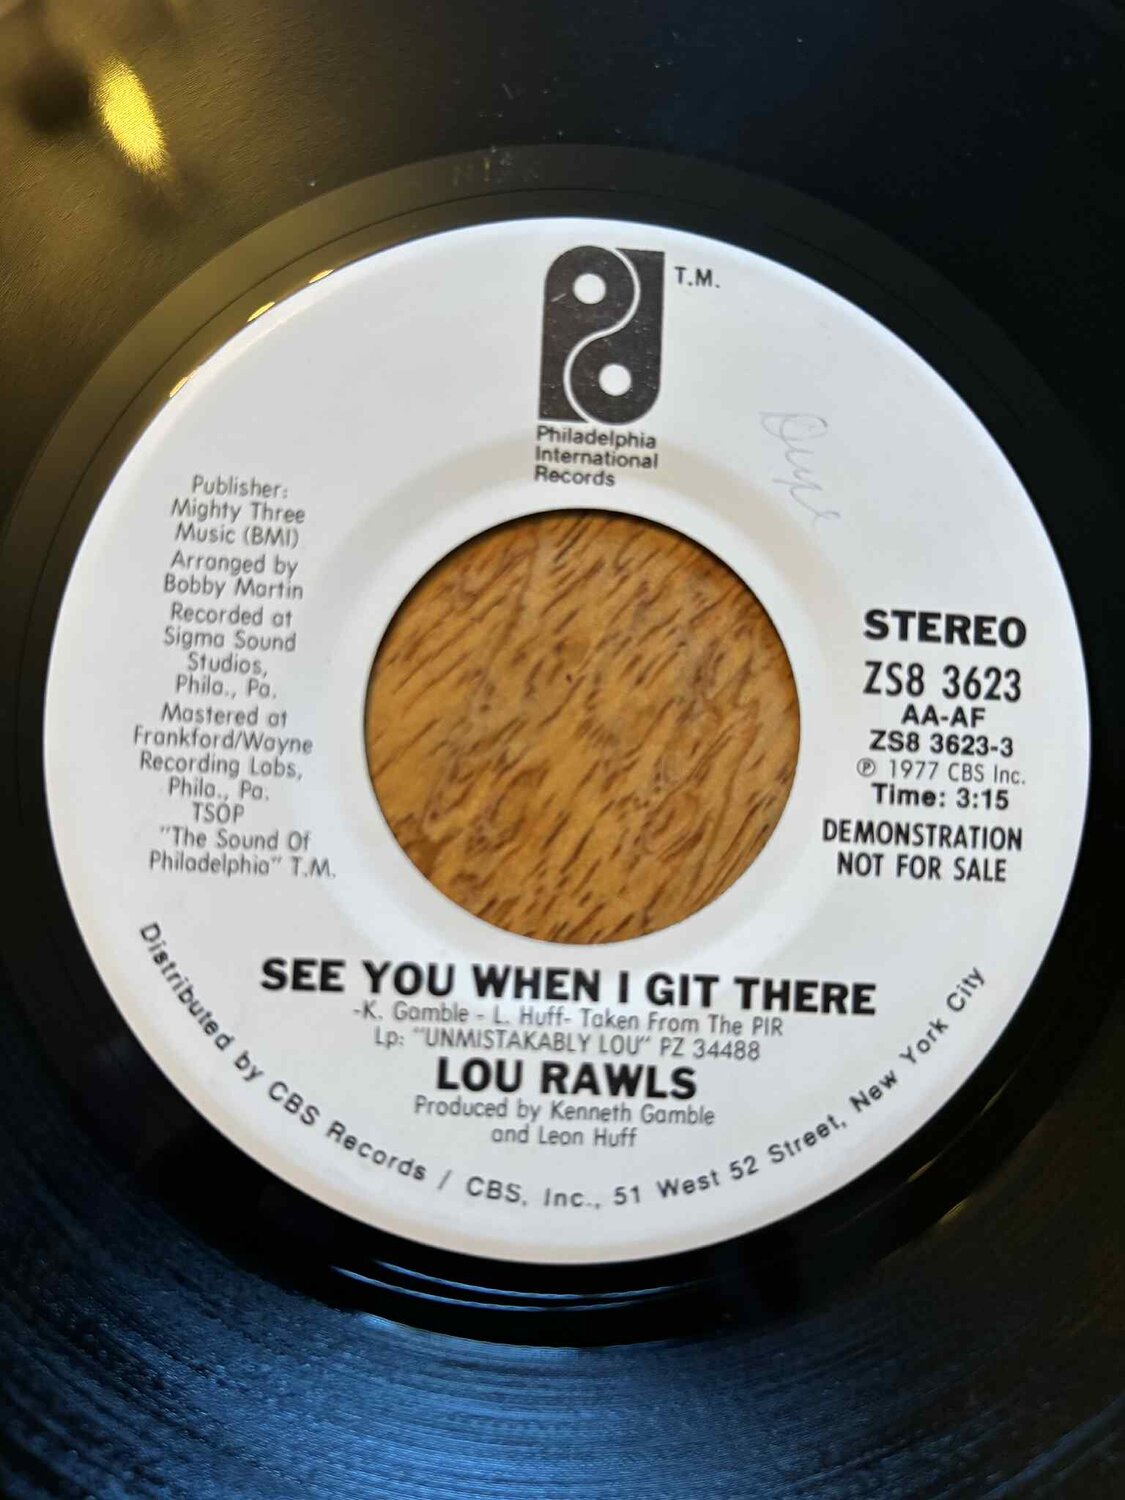 T.M.
Philadelphia
International
Records
Publisher:
Mighty Three
Music (BMI)
Arranged by
Bobby Martin
Recorded at
Sigma Sound
Studios,
Phila., Pa.
Mastered at
Frankford/Wayne
Recording Labs,
Phila., Pa.
TSOP
"The Sound Of
Philadelphia" T.M.
STEREO
ZS8 3623
AA-AF
ZS8 3623-3
℗ 1977 CBS Inc.
Time: 3:15
DEMONSTRATION
NOT FOR SALE
SEE YOU WHEN I GIT THERE
-K. Gamble - L. Huff- Taken From The PIR
Lp: "UNMISTAKABLY LOU" PZ 34488
LOU RAWLS
Produced by Kenneth Gamble
and Leon Huff
Distributed by CBS Records / CBS, Inc., 51 West 52 Street, New York City